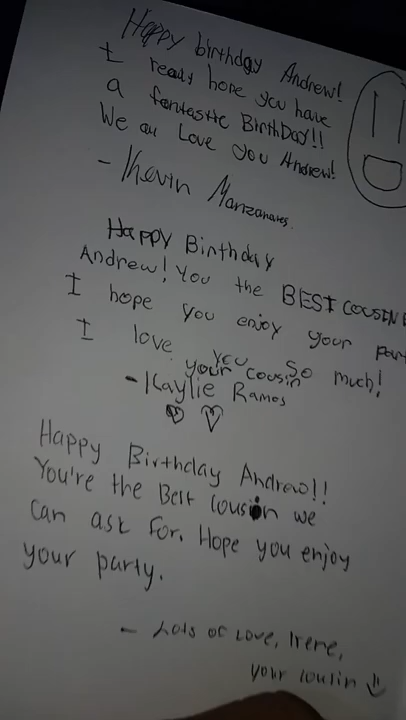 Happy birthday Andrew!
I really hope you have
a fantastic BirthDay!!
We all Love you Andrew!
- Kevin Manzanares
Happy Birthday
Andrew! You the BEST COUSIN
I hope you enjoy your par
I love you so much!
your cousin
- Kaylie Ramos
Happy Birthday Andrew!!
You're the Best cousin we
can ask for. Hope you enjoy
your party.
- Lots of Love, Irene,
your cousin